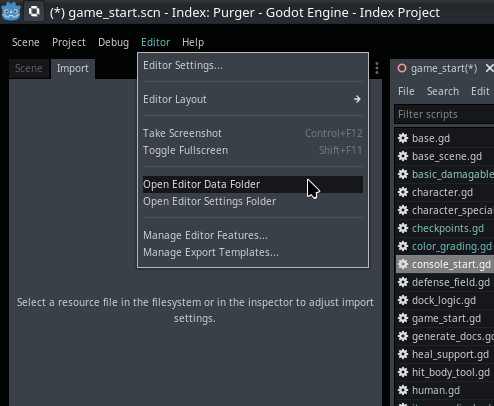 (*) game_start.scn - Index: Purger - Godot Engine - Index Project
Scene Project Debug Editor Help
Scene Import
Editor Settings...
Editor Layout
Take Screenshot Control+F12
Toggle Fullscreen Shift+F11
Open Editor Data Folder
Open Editor Settings Folder
Manage Editor Features...
Manage Export Templates...
Select a resource file in the filesystem or in the inspector to adjust import
settings.
game_start(*)
File Search Edit
Filter scripts
base.gd
base_scene.gd
basic_damagable
character.gd
character_special
checkpoints.gd
color_grading.gd
console_start.gd
defense_field.gd
dock_logic.gd
game_start.gd
generate_docs.gd
heal_support.gd
hit_body_tool.gd
human.gd